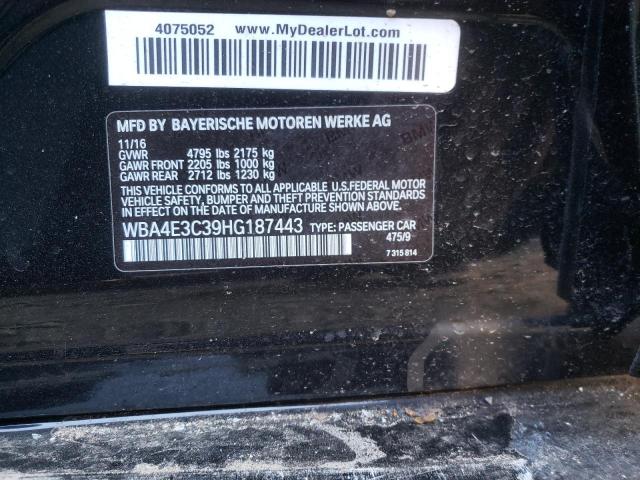 4075052 www.MyDealerLot.com
MFD BY BAYERISCHE MOTOREN WERKE AG
11/16
GVWR 4795 lbs 2175 kg
GAWR FRONT 2205 lbs 1000 kg
GAWR REAR 2712 lbs 1230 kg
THIS VEHICLE CONFORMS TO ALL APPLICABLE U.S.FEDERAL MOTOR
VEHICLE SAFETY, BUMPER AND THEFT PREVENTION STANDARDS
IN EFFECT ON THE DATE OF MANUFACTURE SHOWN ABOVE.
WBA4E3C39HG187443 TYPE: PASSENGER CAR
475/9
7 315 814